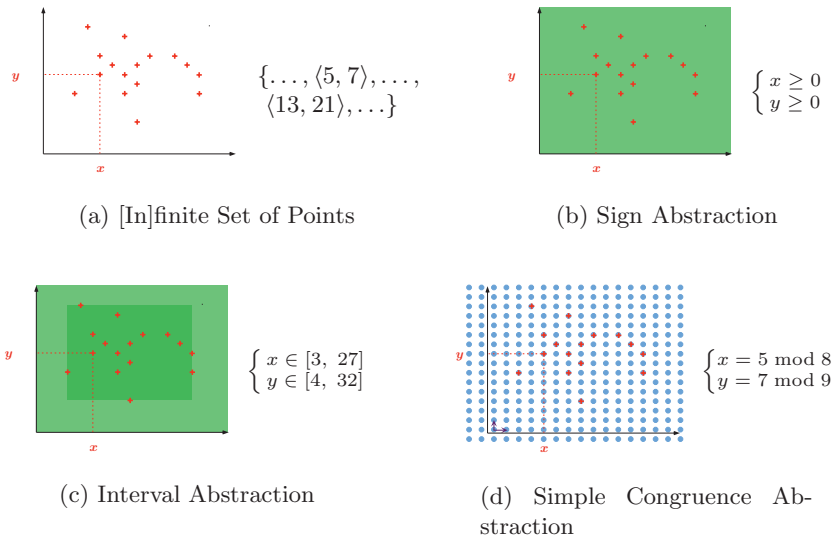 y
x
{..., ⟨5, 7⟩, ...,
⟨13, 21⟩, ...}
(a) [In]finite Set of Points
y
x
{ x ≥ 0
y ≥ 0
(b) Sign Abstraction
y
x
{ x ∈ [3, 27]
y ∈ [4, 32]
(c) Interval Abstraction
y
x
{ x = 5 mod 8
y = 7 mod 9
(d) Simple Congruence Ab-
straction